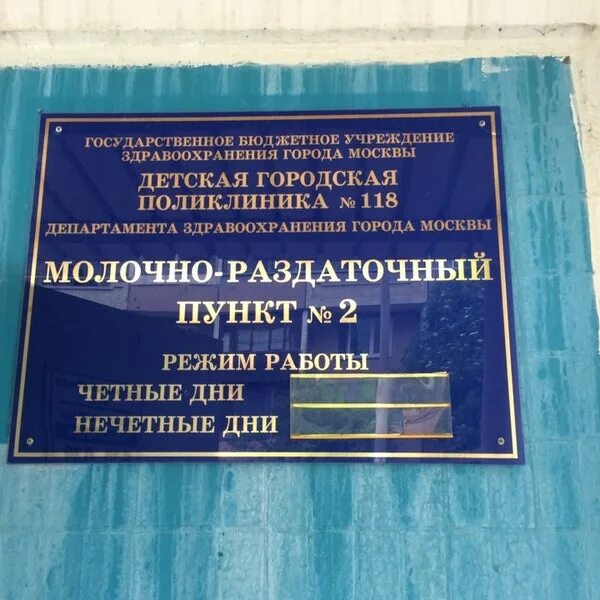 ГОСУДАРСТВЕННОЕ БЮДЖЕТНОЕ УЧРЕЖДЕНИЕ
ЗДРАВООХРАНЕНИЯ ГОРОДА МОСКВЫ
ДЕТСКАЯ ГОРОДСКАЯ
ПОЛИКЛИНИКА № 118
ДЕПАРТАМЕНТА ЗДРАВООХРАНЕНИЯ ГОРОДА МОСКВЫ
МОЛОЧНО-РАЗДАТОЧНЫЙ
ПУНКТ № 2
РЕЖИМ РАБОТЫ
ЧЕТНЫЕ ДНИ
НЕЧЕТНЫЕ ДНИ